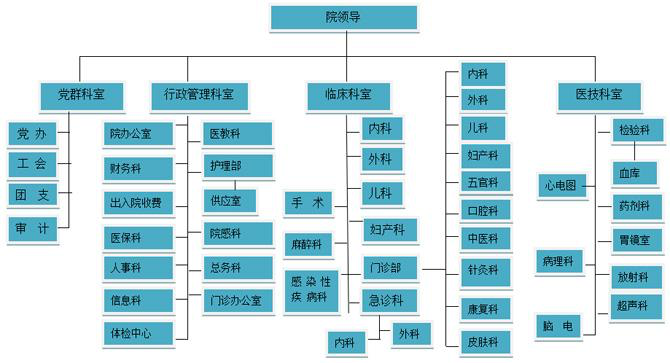 院领导
党群科室
党 办
工 会
团 支
审 计
行政管理科室
院办公室
财务科
出入院收费
医保科
人事科
信息科
体检中心
医教科
护理部
供应室
院感科
总务科
门诊办公室
临床科室
内科
外科
儿科
妇产科
手 术
麻醉科
感 染 性
疾 病科
门诊部
急诊科
内科
外科
内科
外科
儿科
妇产科
五官科
口腔科
中医科
针灸科
康复科
皮肤科
医技科室
检验科
血库
心电图
药剂科
胃镜室
病理科
放射科
超声科
脑 电